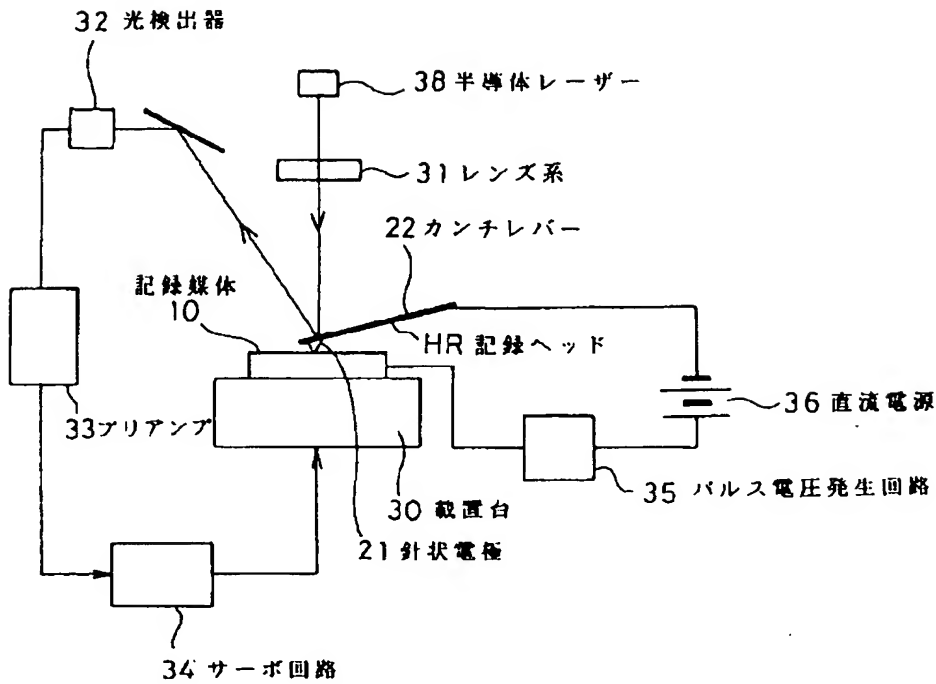 32 光検出器
38 半導体レーザー
31 レンズ系
22 カンチレバー
記録媒体
10
HR 記録ヘッド
36 直流電源
33 プリアンプ
35 パルス電圧発生回路
30 載置台
21 針状電極
34 サーボ回路